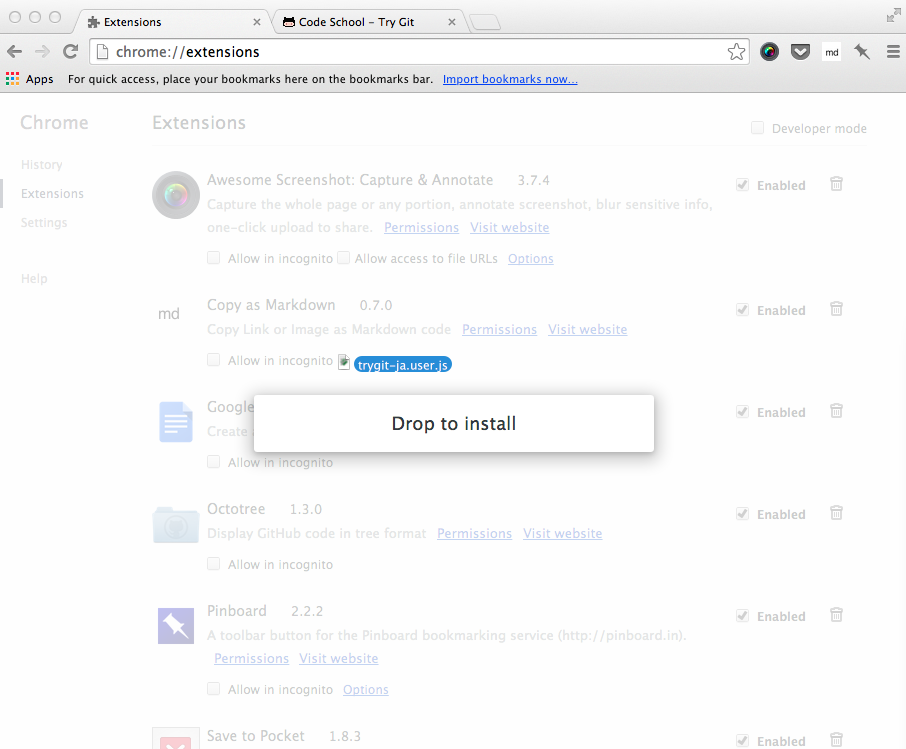 Extensions
Code School - Try Git
chrome://extensions
md
Apps For quick access, place your bookmarks here on the bookmarks bar. Import bookmarks now...
Chrome
History
Extensions
Settings
Help
Extensions
Developer mode
Awesome Screenshot: Capture & Annotate 3.7.4
Enabled
Capture the whole page or any portion, annotate screenshot, blur sensitive info,
one-click upload to share. Permissions Visit website
Allow in incognito Allow access to file URLs Options
md
Copy as Markdown 0.7.0
Enabled
Copy Link or Image as Markdown code Permissions Visit website
Allow in incognito
trygit-ja.user.js
Google
Enabled
Create
Drop to install
Allow in incognito
Octotree 1.3.0
Enabled
Display GitHub code in tree format Permissions Visit website
Allow in incognito
Pinboard 2.2.2
Enabled
A toolbar button for the Pinboard bookmarking service (http://pinboard.in).
Permissions Visit website
Allow in incognito Options
Save to Pocket 1.8.3
Enabled